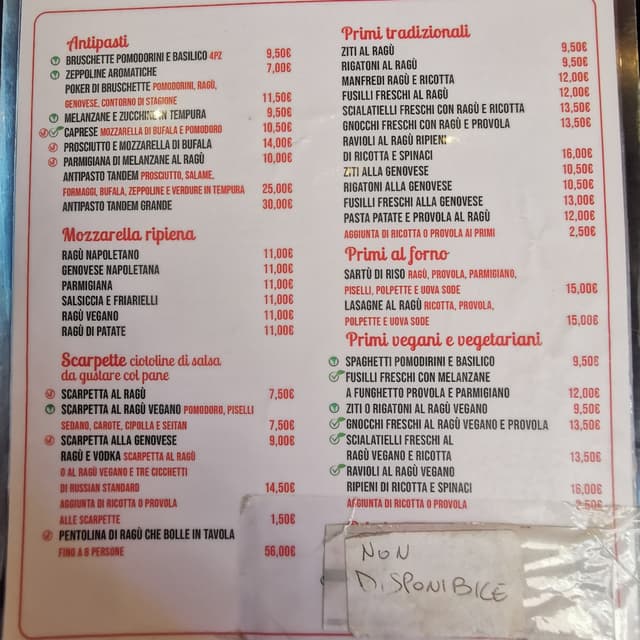 Antipasti
BRUSCHETTE POMODORINI E BASILICO 4PZ 9,50€
ZEPPOLINE AROMATICHE 7,00€
POKER DI BRUSCHETTE POMODORINI, RAGÙ,
GENOVESE, CONTORNO DI STAGIONE 11,50€
MELANZANE E ZUCCHINE IN TEMPURA 9,50€
CAPRESE MOZZARELLA DI BUFALA E POMODORO 10,50€
PROSCIUTTO E MOZZARELLA DI BUFALA 14,00€
PARMIGIANA DI MELANZANE AL RAGÙ 10,00€
ANTIPASTO TANDEM PROSCIUTTO, SALAME,
FORMAGGI, BUFALA, ZEPPOLINE E VERDURE IN TEMPURA 25,00€
ANTIPASTO TANDEM GRANDE 30,00€
Mozzarella ripiena
RAGÙ NAPOLETANO 11,00€
GENOVESE NAPOLETANA 11,00€
PARMIGIANA 11,00€
SALSICCIA E FRIARIELLI 11,00€
RAGÙ VEGANO 11,00€
RAGÙ DI PATATE 11,00€
Scarpette ciotoline di salsa
da gustare col pane
SCARPETTA AL RAGÙ 7,50€
SCARPETTA AL RAGÙ VEGANO POMODORO, PISELLI
SEDANO, CAROTE, CIPOLLA E SEITAN 7,50€
SCARPETTA ALLA GENOVESE 9,00€
RAGÙ E VODKA SCARPETTA AL RAGÙ
O AL RAGÙ VEGANO E TRE CICCHETTI
DI RUSSIAN STANDARD 14,50€
AGGIUNTA DI RICOTTA O PROVOLA
ALLE SCARPETTE 1,50€
PENTOLINA DI RAGÙ CHE BOLLE IN TAVOLA
FINO A 8 PERSONE 56,00€
Primi tradizionali
ZITI AL RAGÙ 9,50€
RIGATONI AL RAGÙ 9,50€
MANFREDI RAGÙ E RICOTTA 12,00€
FUSILLI FRESCHI AL RAGÙ 12,00€
SCIALATIELLI FRESCHI CON RAGÙ E RICOTTA 13,50€
GNOCCHI FRESCHI CON RAGÙ E PROVOLA 13,50€
RAVIOLI AL RAGÙ RIPIENI
DI RICOTTA E SPINACI 16,00€
ZITI ALLA GENOVESE 10,50€
RIGATONI ALLA GENOVESE 10,50€
FUSILLI FRESCHI ALLA GENOVESE 13,00€
PASTA PATATE E PROVOLA AL RAGÙ 12,00€
AGGIUNTA DI RICOTTA O PROVOLA AI PRIMI 2,50€
Primi al forno
SARTÙ DI RISO RAGÙ, PROVOLA, PARMIGIANO,
PISELLI, POLPETTE E UOVA SODE 15,00€
LASAGNE AL RAGÙ RICOTTA, PROVOLA,
POLPETTE E UOVA SODE 15,00€
Primi vegani e vegetariani
SPAGHETTI POMODIRINI E BASILICO 9,50€
FUSILLI FRESCHI CON MELANZANE
A FUNGHETTO PROVOLA E PARMIGIANO 12,00€
ZITI O RIGATONI AL RAGÙ VEGANO 9,50€
GNOCCHI FRESCHI AL RAGÙ VEGANO E PROVOLA 13,50€
SCIALATIELLI FRESCHI AL
RAGÙ VEGANO E RICOTTA 13,50€
RAVIOLI AL RAGÙ VEGANO
RIPIENI DI RICOTTA E SPINACI 16,00€
AGGIUNTA DI RICOTTA O PROVOLA 2,50€
NON
DISPONIBILE